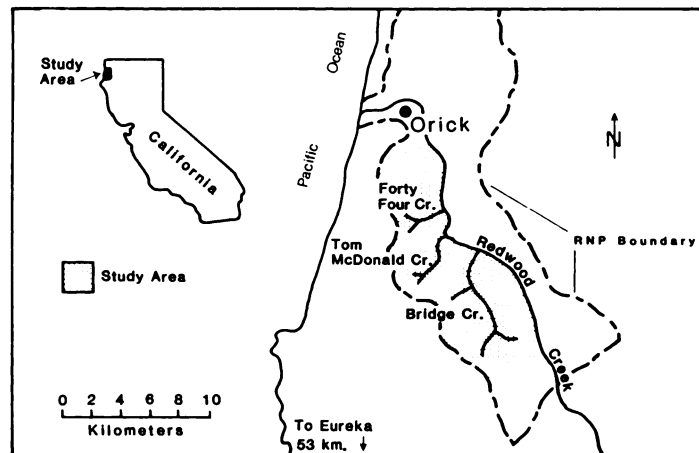 Study
Area
California
Study Area
0 2 4 6 8 10
Kilometers
Pacific Ocean
Orick
N
Forty
Four Cr.
Tom
McDonald Cr.
Bridge Cr.
Redwood Creek
RNP Boundary
To Eureka
53 km.